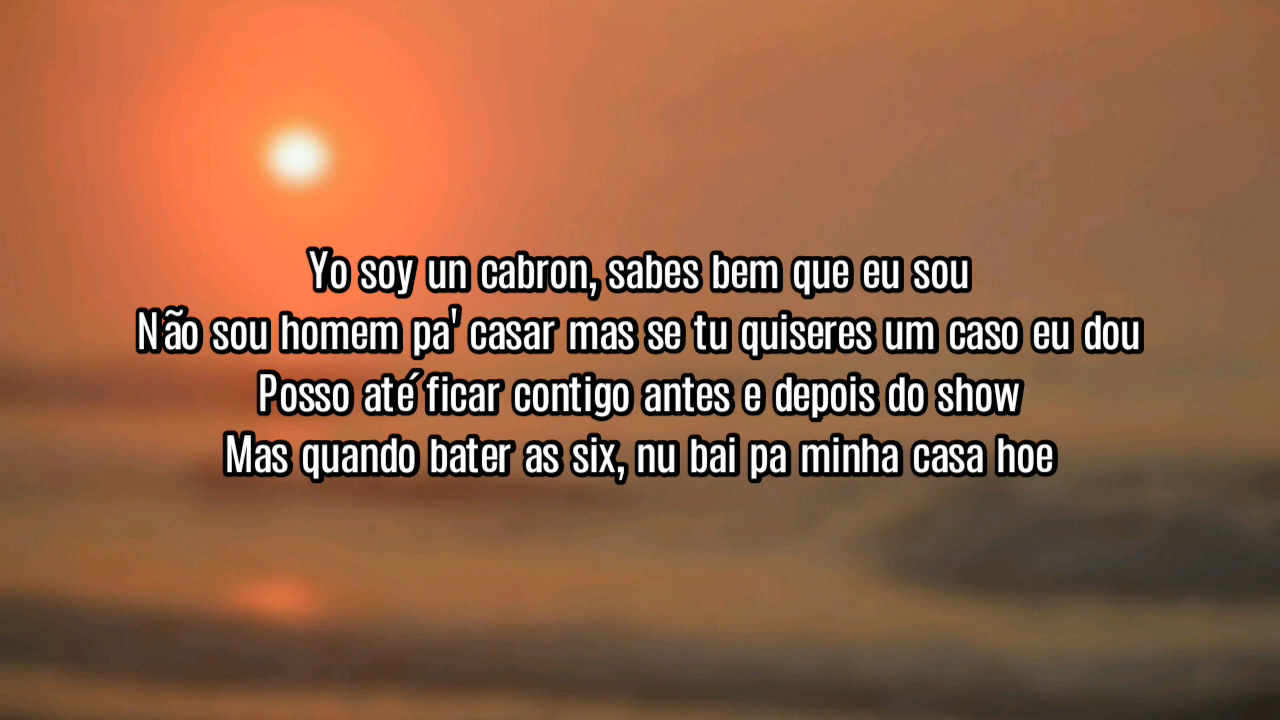 Yo soy un cabron, sabes bem que eu sou
Não sou homem pa' casar mas se tu quiseres um caso eu dou
Posso até ficar contigo antes e depois do show
Mas quando bater as six, nu bai pa minha casa hoe